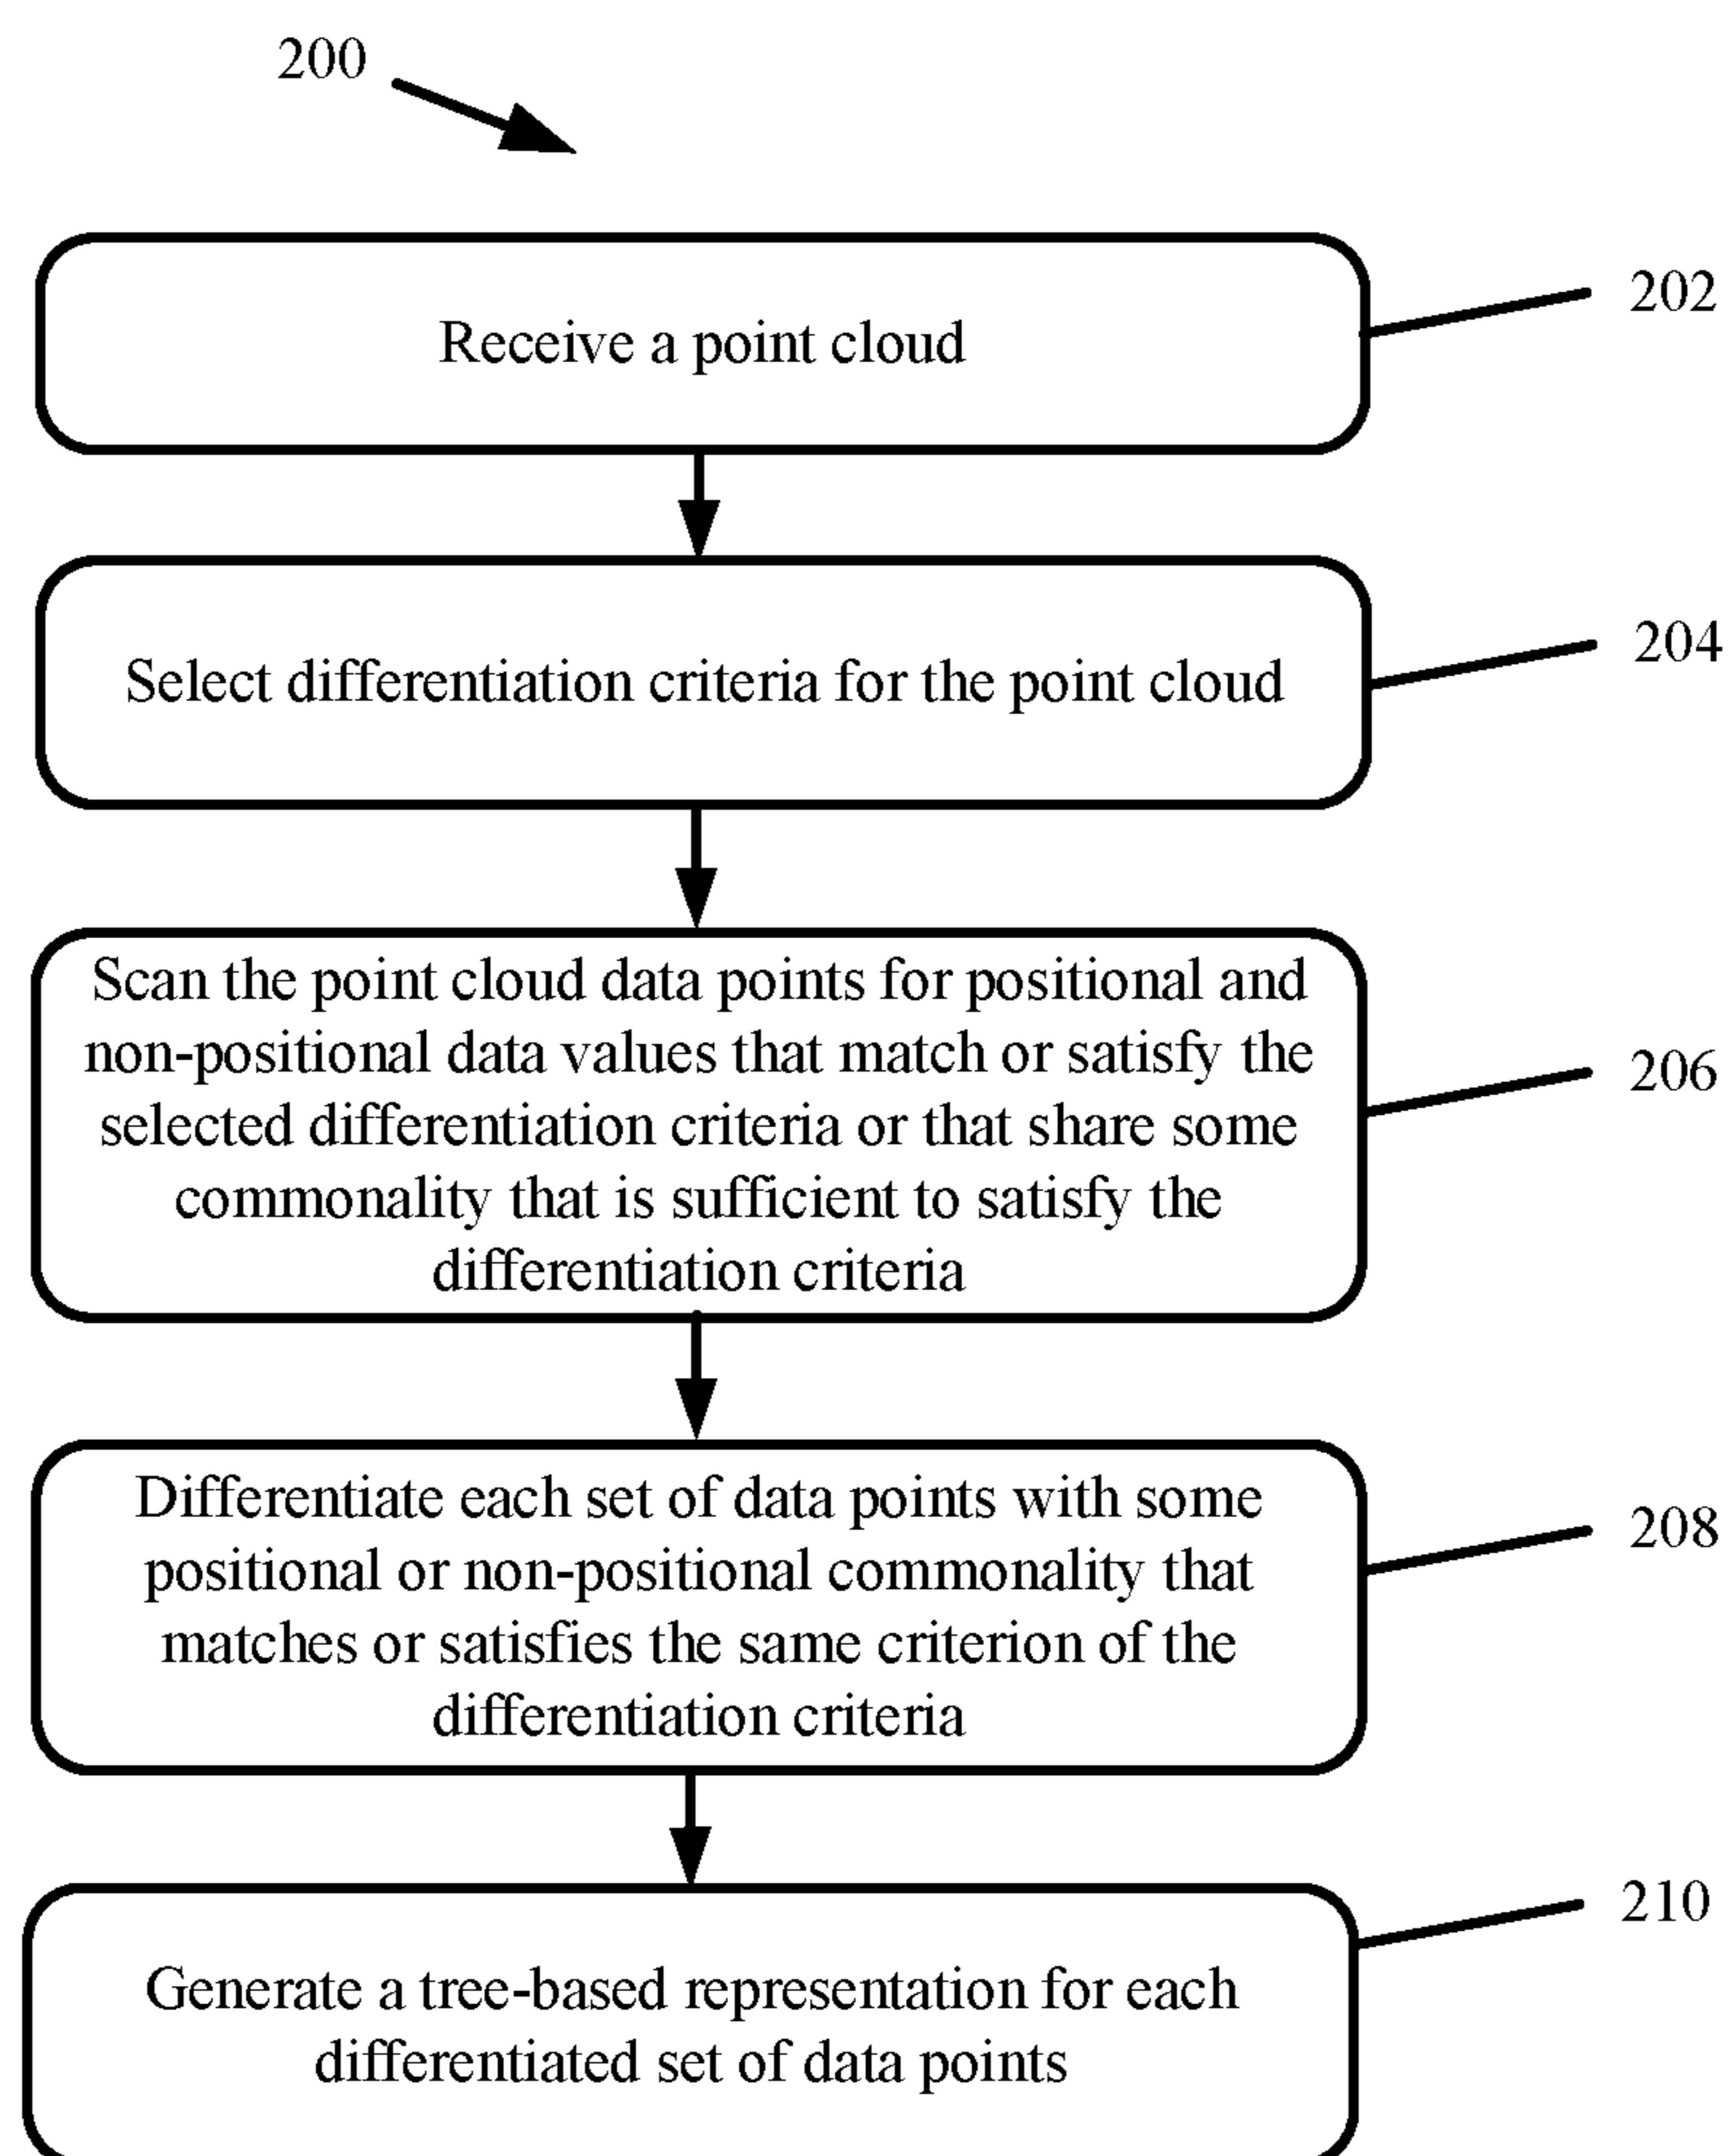 200
Receive a point cloud
202
Select differentiation criteria for the point cloud
204
Scan the point cloud data points for positional and
non-positional data values that match or satisfy the
selected differentiation criteria or that share some
commonality that is sufficient to satisfy the
differentiation criteria
206
Differentiate each set of data points with some
positional or non-positional commonality that
matches or satisfies the same criterion of the
differentiation criteria
208
Generate a tree-based representation for each
differentiated set of data points
210